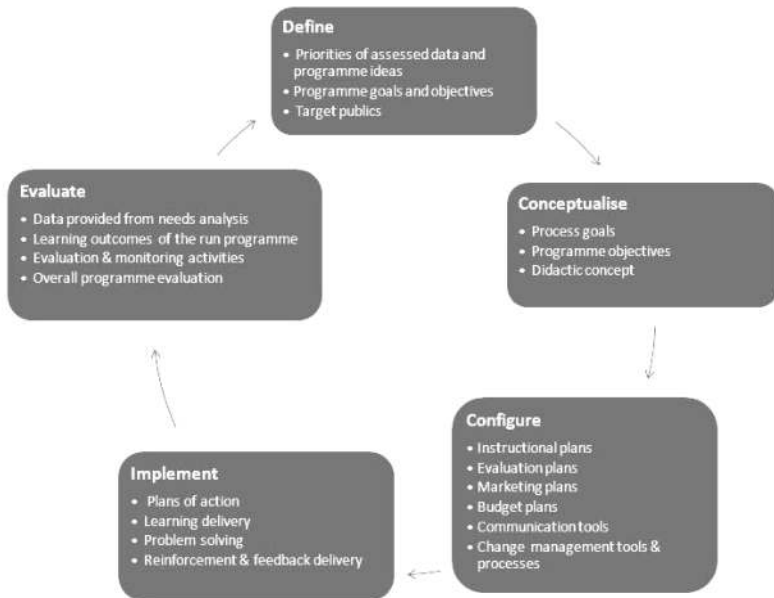 Define
• Priorities of assessed data and
programme ideas
• Programme goals and objectives
• Target publics
Conceptualise
• Process goals
• Programme objectives
• Didactic concept
Configure
• Instructional plans
• Evaluation plans
• Marketing plans
• Budget plans
• Communication tools
• Change management tools &
processes
Implement
• Plans of action
• Learning delivery
• Problem solving
• Reinforcement & feedback delivery
Evaluate
• Data provided from needs analysis
• Learning outcomes of the run programme
• Evaluation & monitoring activities
• Overall programme evaluation